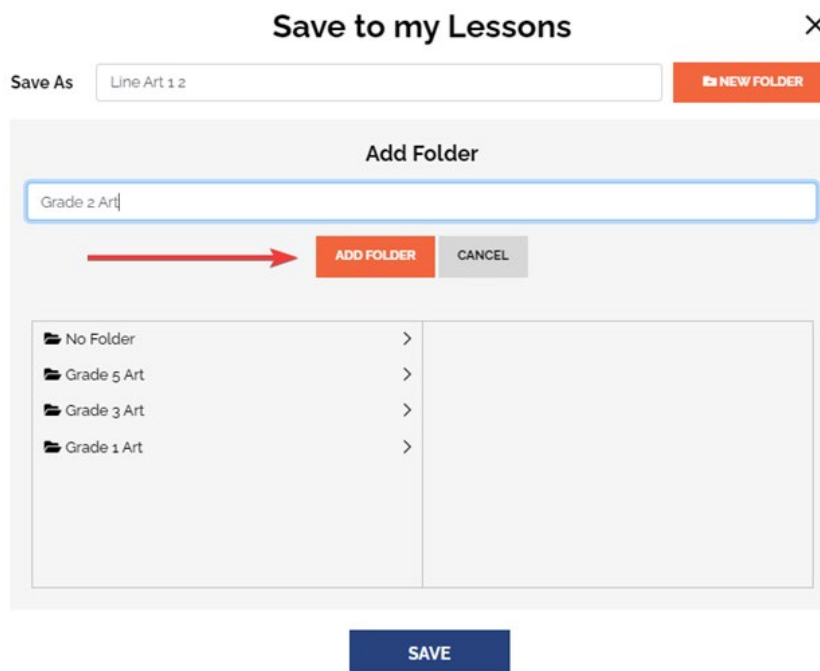 Save to my Lessons
Save As Line Art 1 2 NEW FOLDER
Add Folder
Grade 2 Art
ADD FOLDER CANCEL
No Folder
Grade 5 Art
Grade 3 Art
Grade 1 Art
SAVE